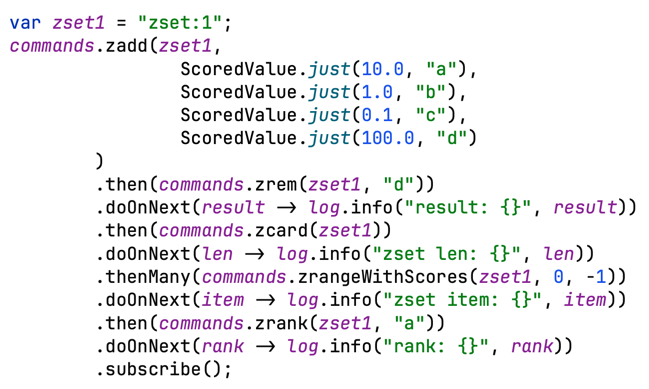 var zset1 = "zset:1";
commands.zadd(zset1,
ScoredValue.just(10.0, "a"),
ScoredValue.just(1.0, "b"),
ScoredValue.just(0.1, "c"),
ScoredValue.just(100.0, "d")
)
.then(commands.zrem(zset1, "d"))
.doOnNext(result -> log.info("result: {}", result))
.then(commands.zcard(zset1))
.doOnNext(len -> log.info("zset len: {}", len))
.thenMany(commands.zrangeWithScores(zset1, 0, -1))
.doOnNext(item -> log.info("zset item: {}", item))
.then(commands.zrank(zset1, "a"))
.doOnNext(rank -> log.info("rank: {}", rank))
.subscribe();